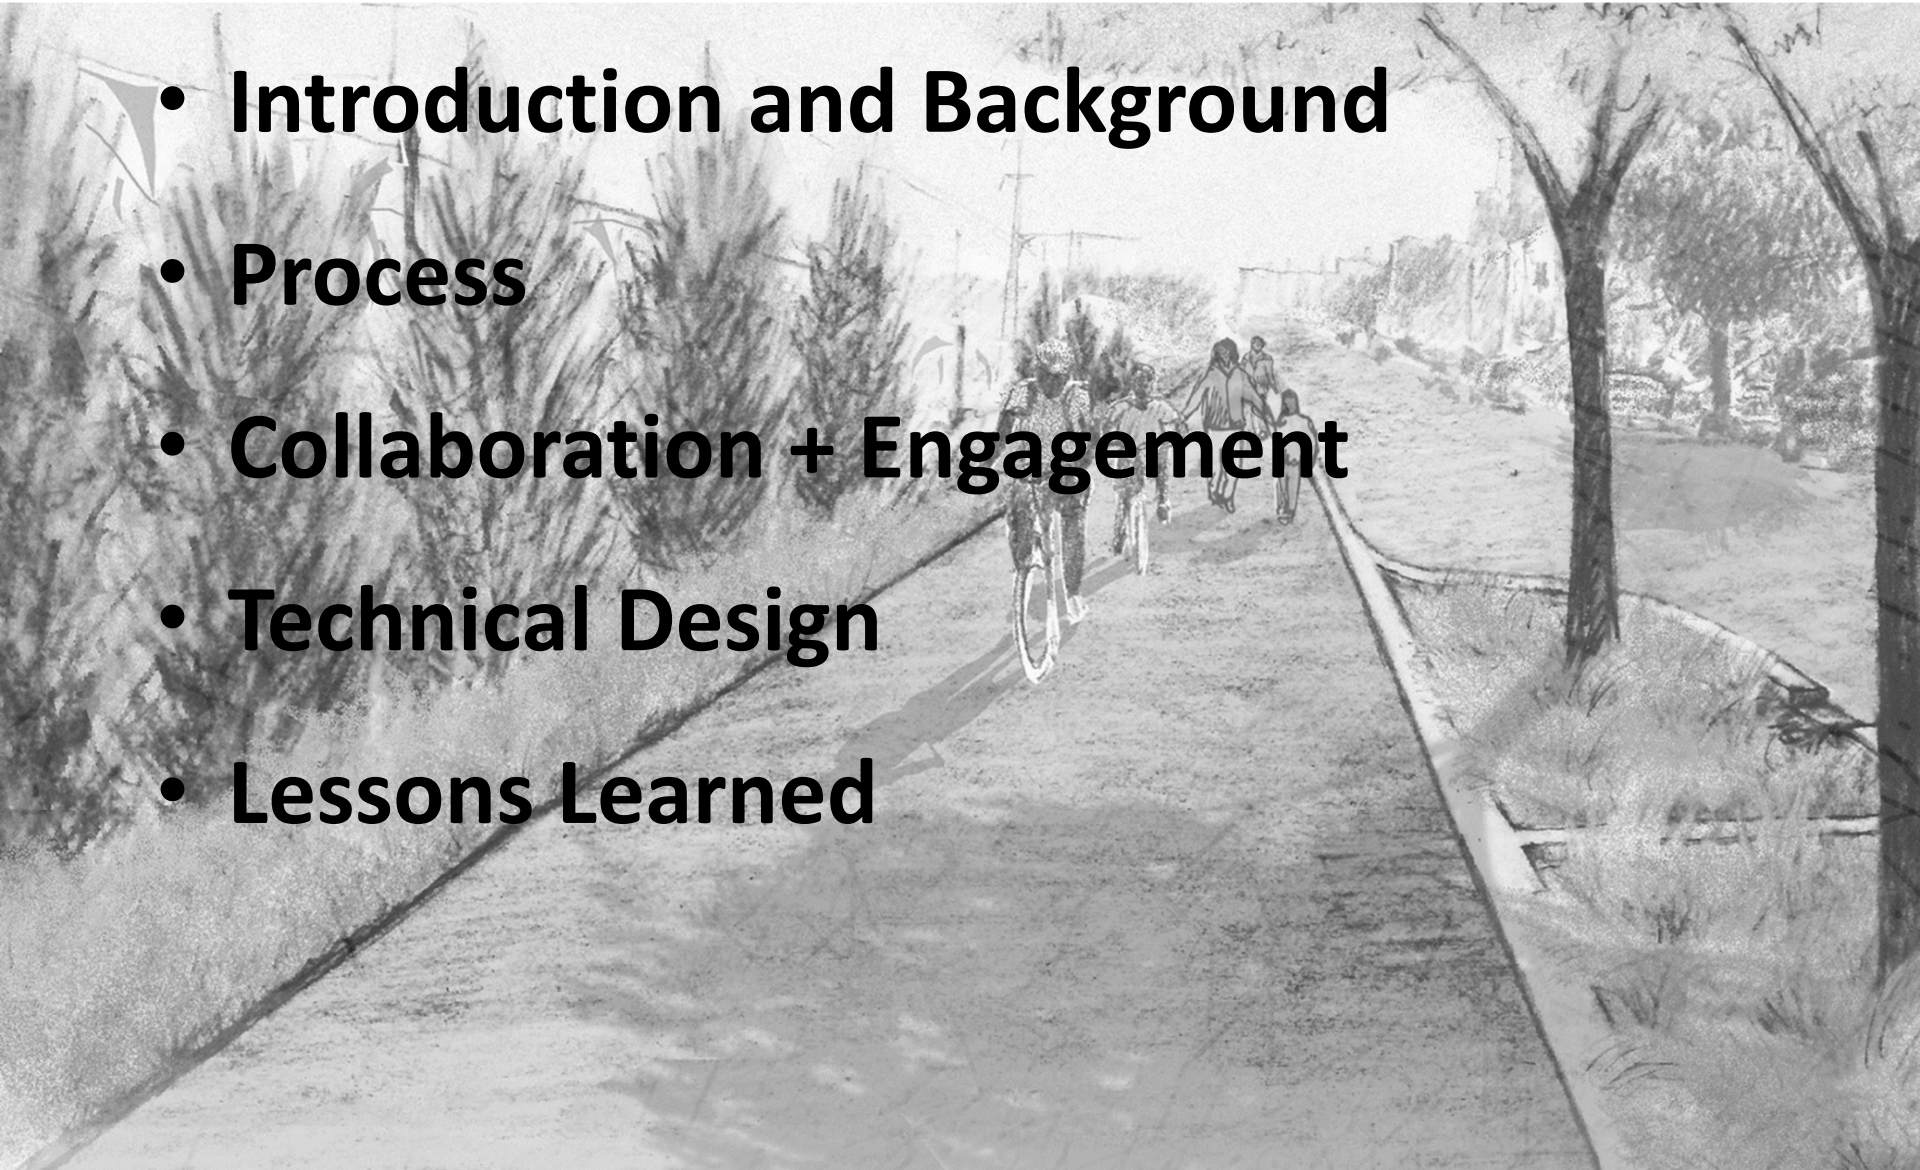 • Introduction and Background
• Process
• Collaboration + Engagement
• Technical Design
• Lessons Learned